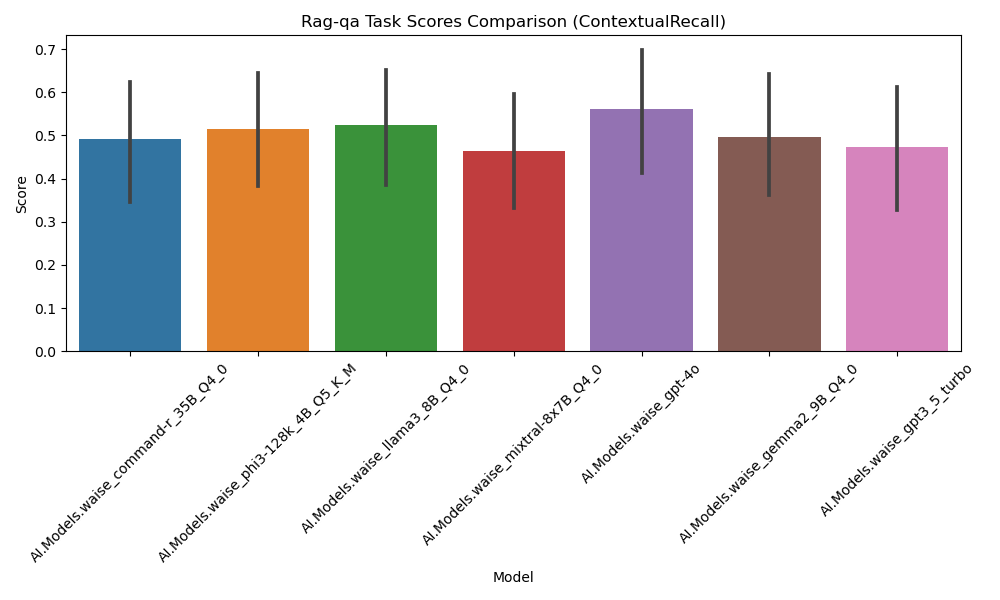 Rag-qa Task Scores Comparison (ContextualRecall)
Score
0.7
0.6
0.5
0.4
0.3
0.2
0.1
0.0
AI.Models.waise_command-r_35B_Q4_0
AI.Models.waise_phi3-128K_4B_Q5_K_M
AI.Models.waise_llama3_8B_Q4_0
AI.Models.waise_mixtral-8x7B_Q4_0
AI.Models.waise_gpt-4o
AI.Models.waise_gemma2_9B_Q4_0
AI.Models.waise_gpt3_5_turbo
Model